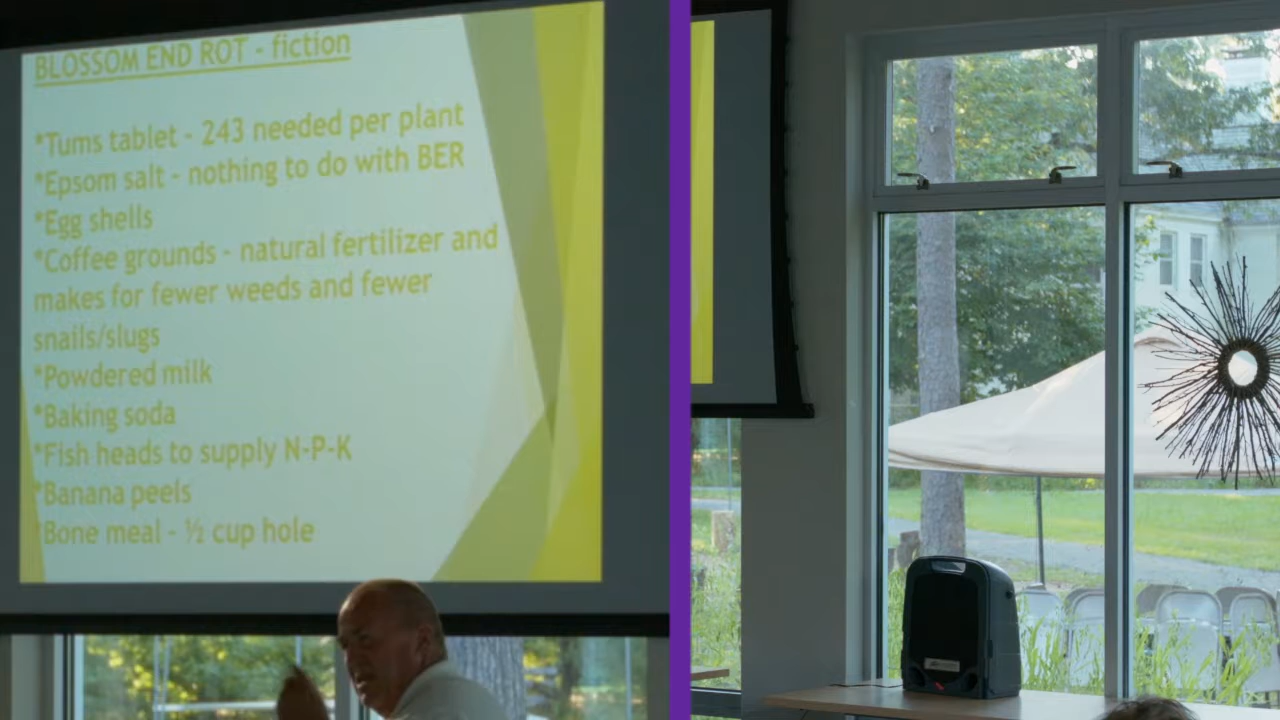 BLOSSOM END ROT - fiction
*Tums tablet - 243 needed per plant
*Epsom salt - nothing to do with BER
*Egg shells
*Coffee grounds - natural fertilizer and
makes for fewer weeds and fewer
snails/slugs
*Powdered milk
*Baking soda
*Fish heads to supply N-P-K
*Banana peels
*Bone meal - ½ cup hole